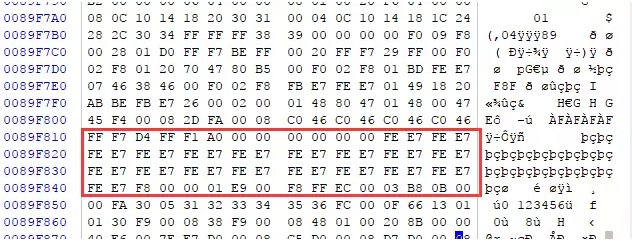 0089F7A0 08 0C 10 14 18 20 30 31 00 04 0C 10 14 18 1C 24 01 $
0089F7B0 28 2C 30 34 FF FF FF 38 39 00 00 00 00 F0 09 F8 (,04ÿÿÿ89 ð ø
0089F7C0 00 28 01 D0 FF F7 BE FF 00 20 FF F7 29 FF 00 F0 ( Ðÿ÷¾ÿ ÿ÷)ÿ ð
0089F7D0 02 F8 01 20 70 47 80 B5 00 F0 02 F8 01 BD FE E7 ø pG€µ ð ø ½þç
0089F7E0 07 46 38 46 00 F0 02 F8 FB E7 FE E7 01 49 18 20 F8F ð øûçþç I
0089F7F0 AB BE FB E7 26 00 02 00 01 48 80 47 01 48 00 47 «¾ûç& H€G H G
0089F800 45 F4 00 08 2D FA 00 08 C0 46 C0 46 C0 46 C0 46 Eô -ú ÀFÀFÀFÀF
0089F810 FF F7 D4 FF F1 A0 00 00 00 00 00 00 FE E7 FE E7 ÿ÷Ôÿñ þçþç
0089F820 FE E7 FE E7 FE E7 FE E7 FE E7 FE E7 FE E7 FE E7 þçþçþçþçþçþçþçþç
0089F830 FE E7 FE E7 FE E7 FE E7 FE E7 FE E7 FE E7 FE E7 þçþçþçþçþçþçþçþç
0089F840 FE E7 F8 00 00 01 E9 00 F8 FF EC 00 03 B8 0B 00 þçø é øÿì ¸
0089F850 00 FA 30 05 31 32 33 34 35 36 FC 00 0F 66 13 01 ú0 123456ü f
0089F860 01 30 F9 00 08 38 F9 00 08 48 01 00 20 8B 00 00 0ù 8ù H ‹